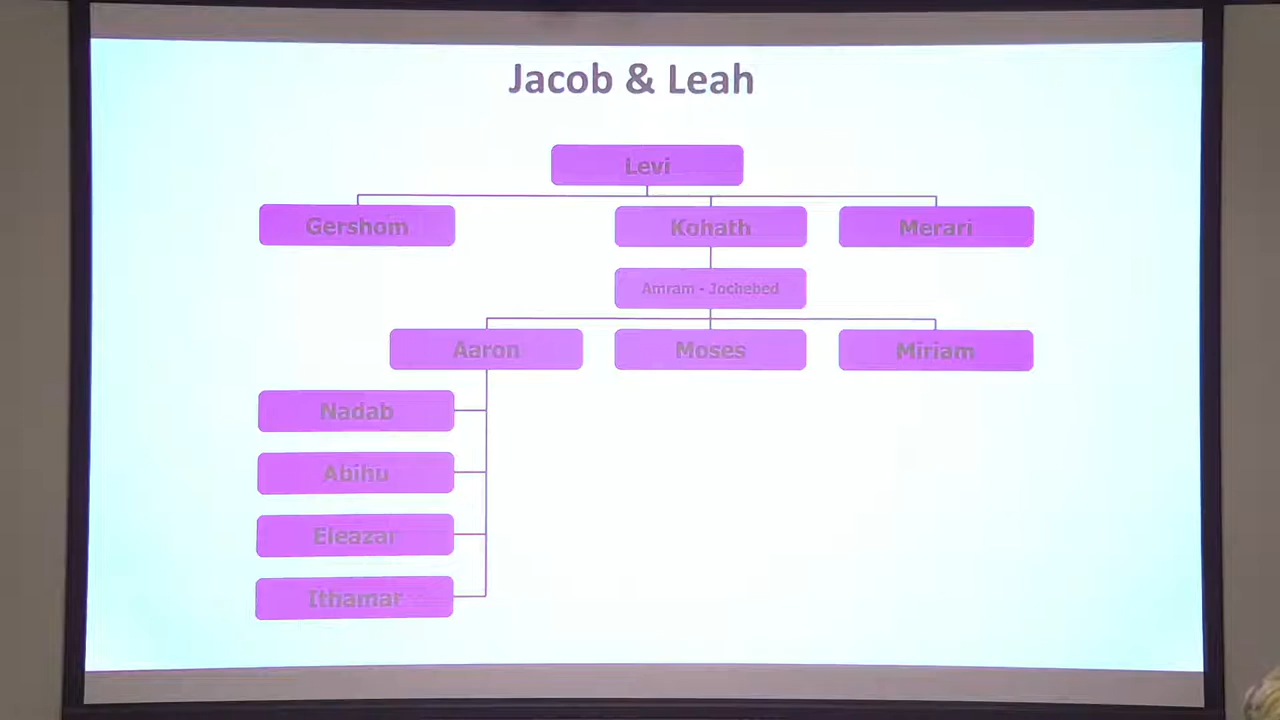 Jacob & Leah
Levi
Gershom
Kohath
Merari
Amram - Jochebed
Aaron
Moses
Miriam
Nadab
Abihu
Eleazar
Ithamar